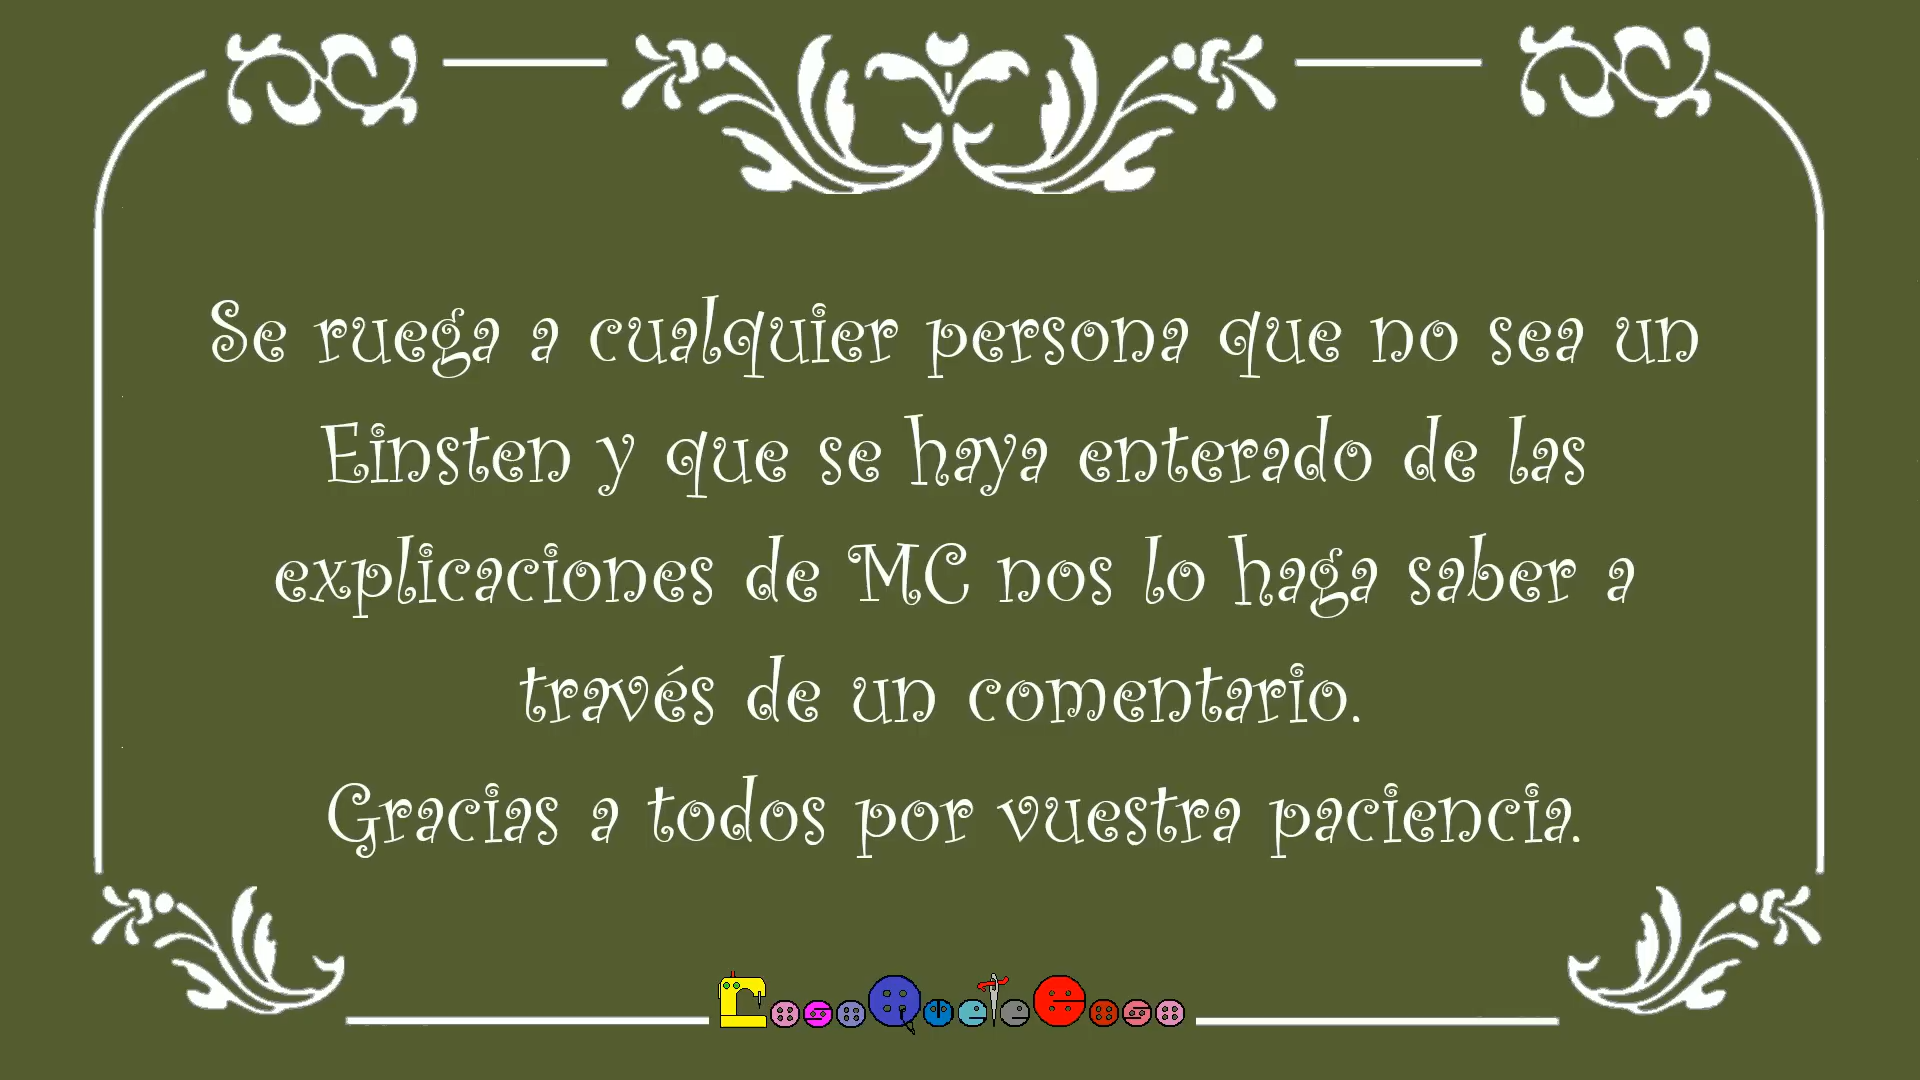 Se ruega a cualquier persona que no sea un
Einsten y que se haya enterado de las
explicaciones de MC nos lo haga saber a
través de un comentario.
Gracias a todos por vuestra paciencia.